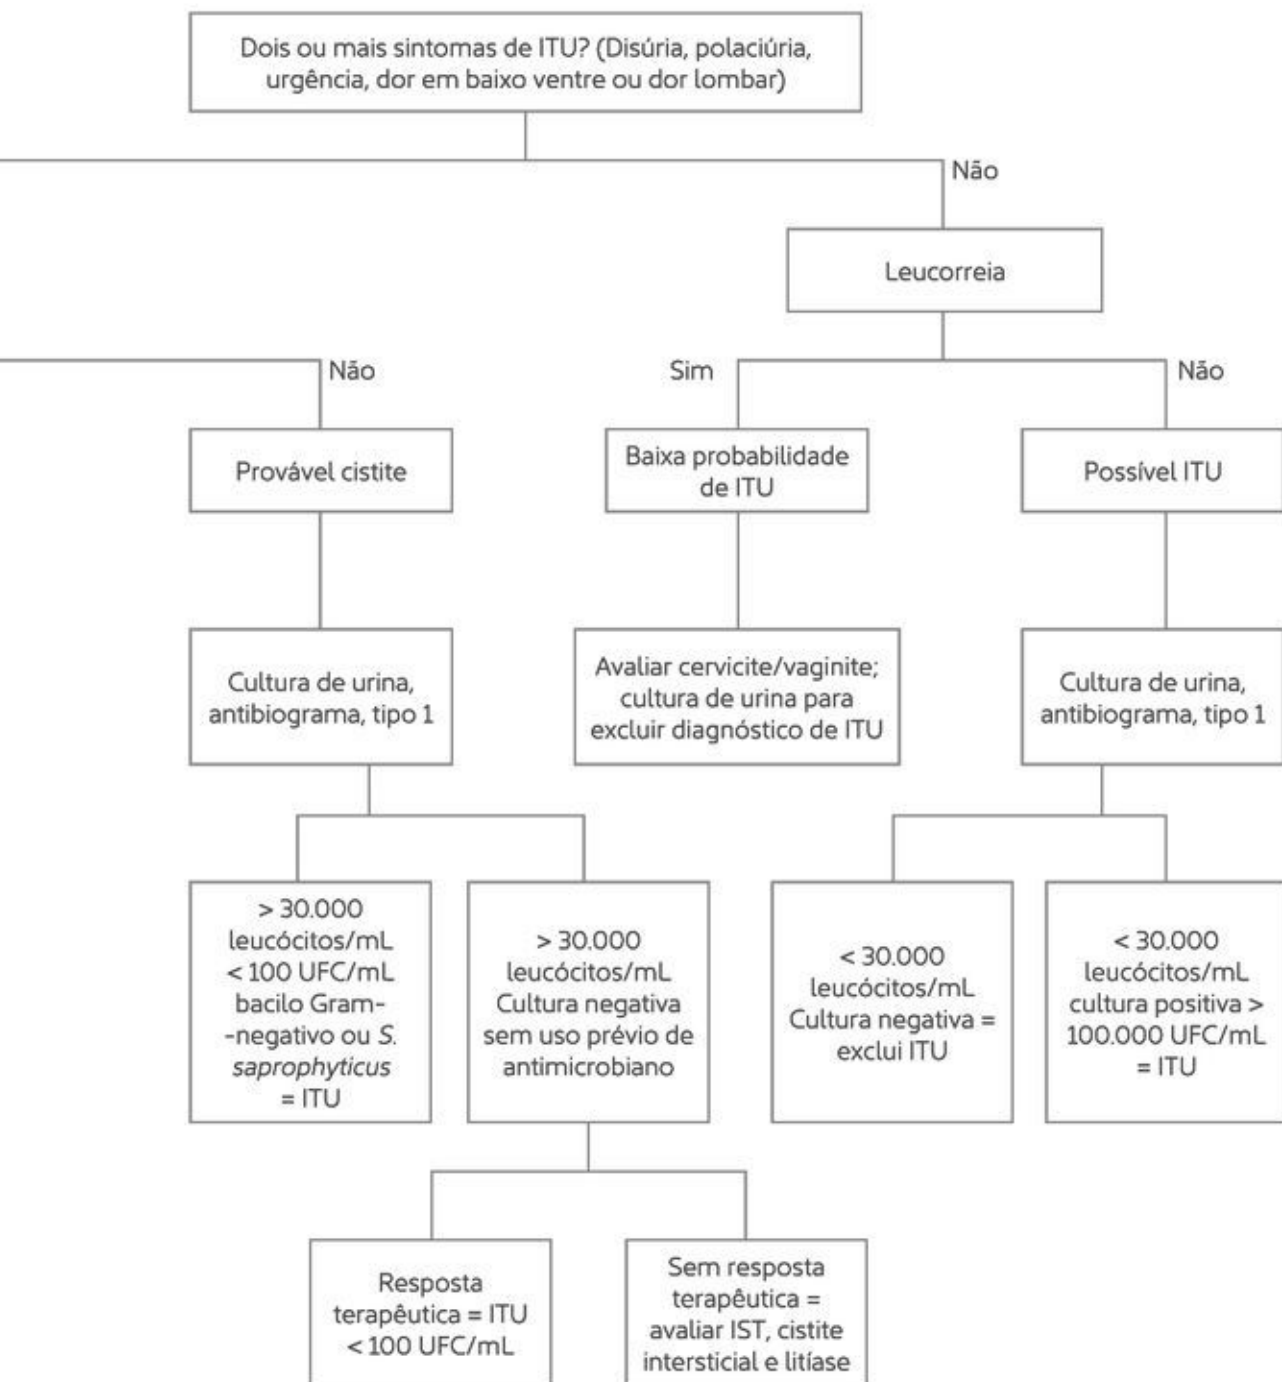 Dois ou mais sintomas de ITU? (Disúria, polaciúria,
urgência, dor em baixo ventre ou dor lombar)
Não
Leucorreia
Não
Sim
Não
Provável cistite
Baixa probabilidade
de ITU
Possível ITU
Cultura de urina,
antibiograma, tipo 1
Avaliar cervicite/vaginite;
cultura de urina para
excluir diagnóstico de ITU
Cultura de urina,
antibiograma, tipo 1
> 30.000
leucócitos/mL
< 100 UFC/mL
bacilo Gram-
-negativo ou S.
saprophyticus
= ITU
> 30.000
leucócitos/mL
Cultura negativa
sem uso prévio de
antimicrobiano
< 30.000
leucócitos/mL
Cultura negativa =
exclui ITU
< 30.000
leucócitos/mL
cultura positiva >
100.000 UFC/mL
= ITU
Resposta
terapêutica = ITU
< 100 UFC/mL
Sem resposta
terapêutica =
avaliar IST, cistite
intersticial e litíase